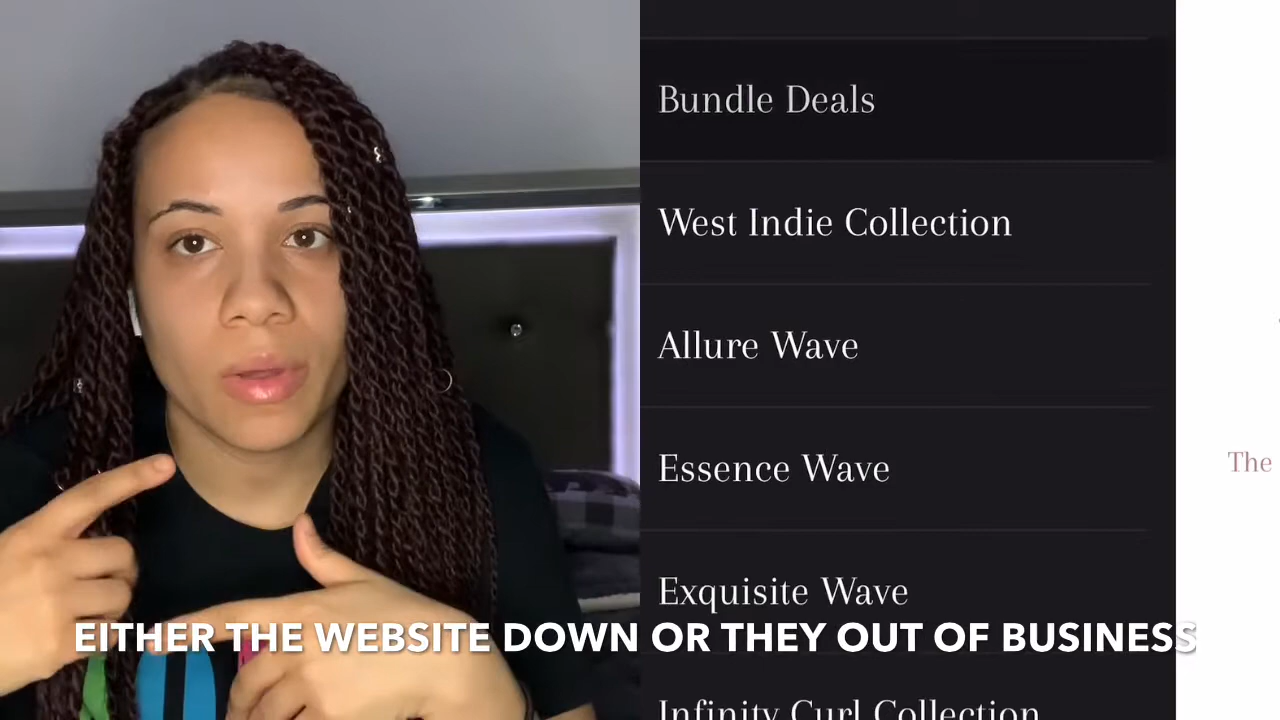 Bundle Deals
West Indie Collection
Allure Wave
Essence Wave
The
Exquisite Wave
EITHER THE WEBSITE DOWN OR THEY OUT OF BUSINESS
Infinity Curl Collection